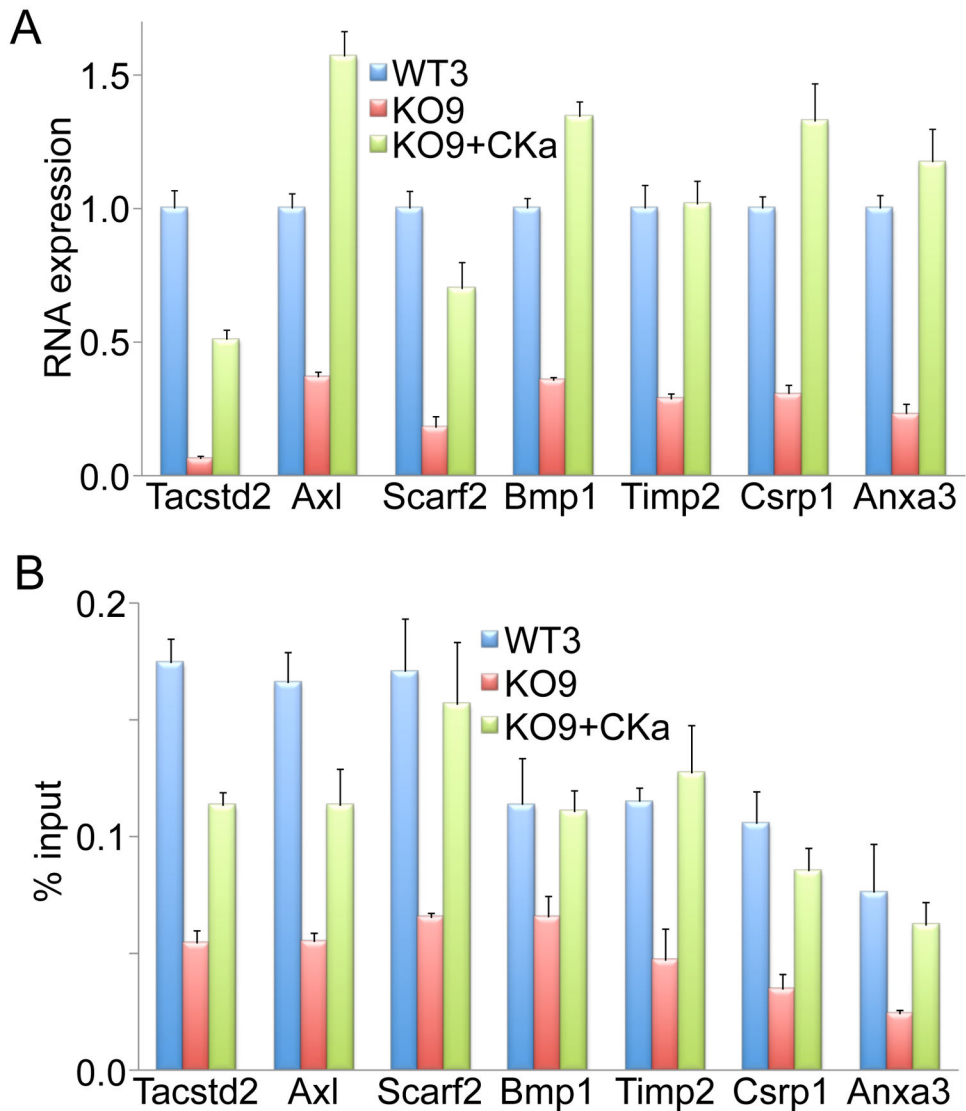 A
RNA expression
1.5
1.0
0.5
0.0
WT3
KO9
KO9+CKa
Tacstd2 Axl Scarf2 Bmp1 Timp2 Csrp1 Anxa3
B
% input
0.2
0.1
0.0
WT3
KO9
KO9+CKa
Tacstd2 Axl Scarf2 Bmp1 Timp2 Csrp1 Anxa3